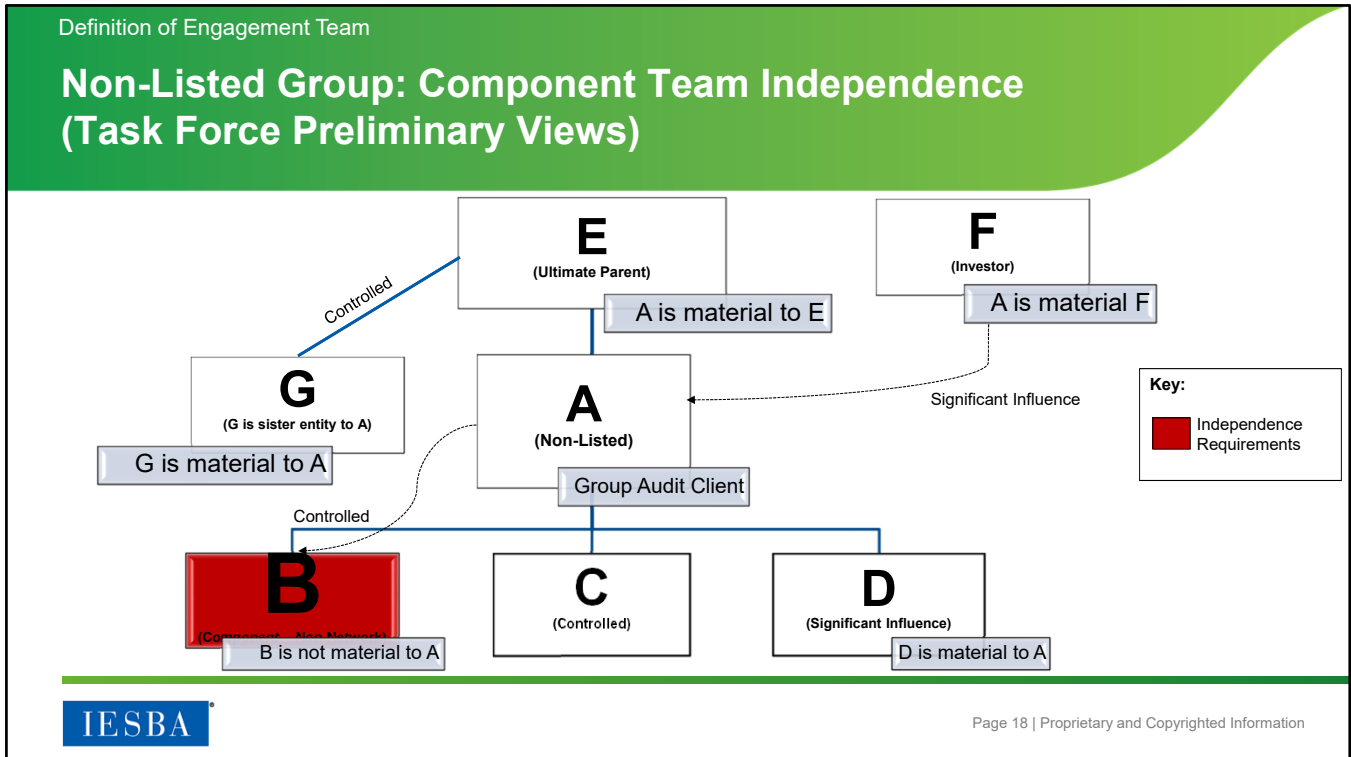 Definition of Engagement Team
Non-Listed Group: Component Team Independence
(Task Force Preliminary Views)
E
(Ultimate Parent)
A is material to E
F
(Investor)
A is material F
Controlled
G
(G is sister entity to A)
G is material to A
A
(Non-Listed)
Group Audit Client
Significant Influence
Key:
Independence
Requirements
Controlled
B
(Component - Non Network)
B is not material to A
C
(Controlled)
D
(Significant Influence)
D is material to A
IESBA
Page 18 | Proprietary and Copyrighted Information